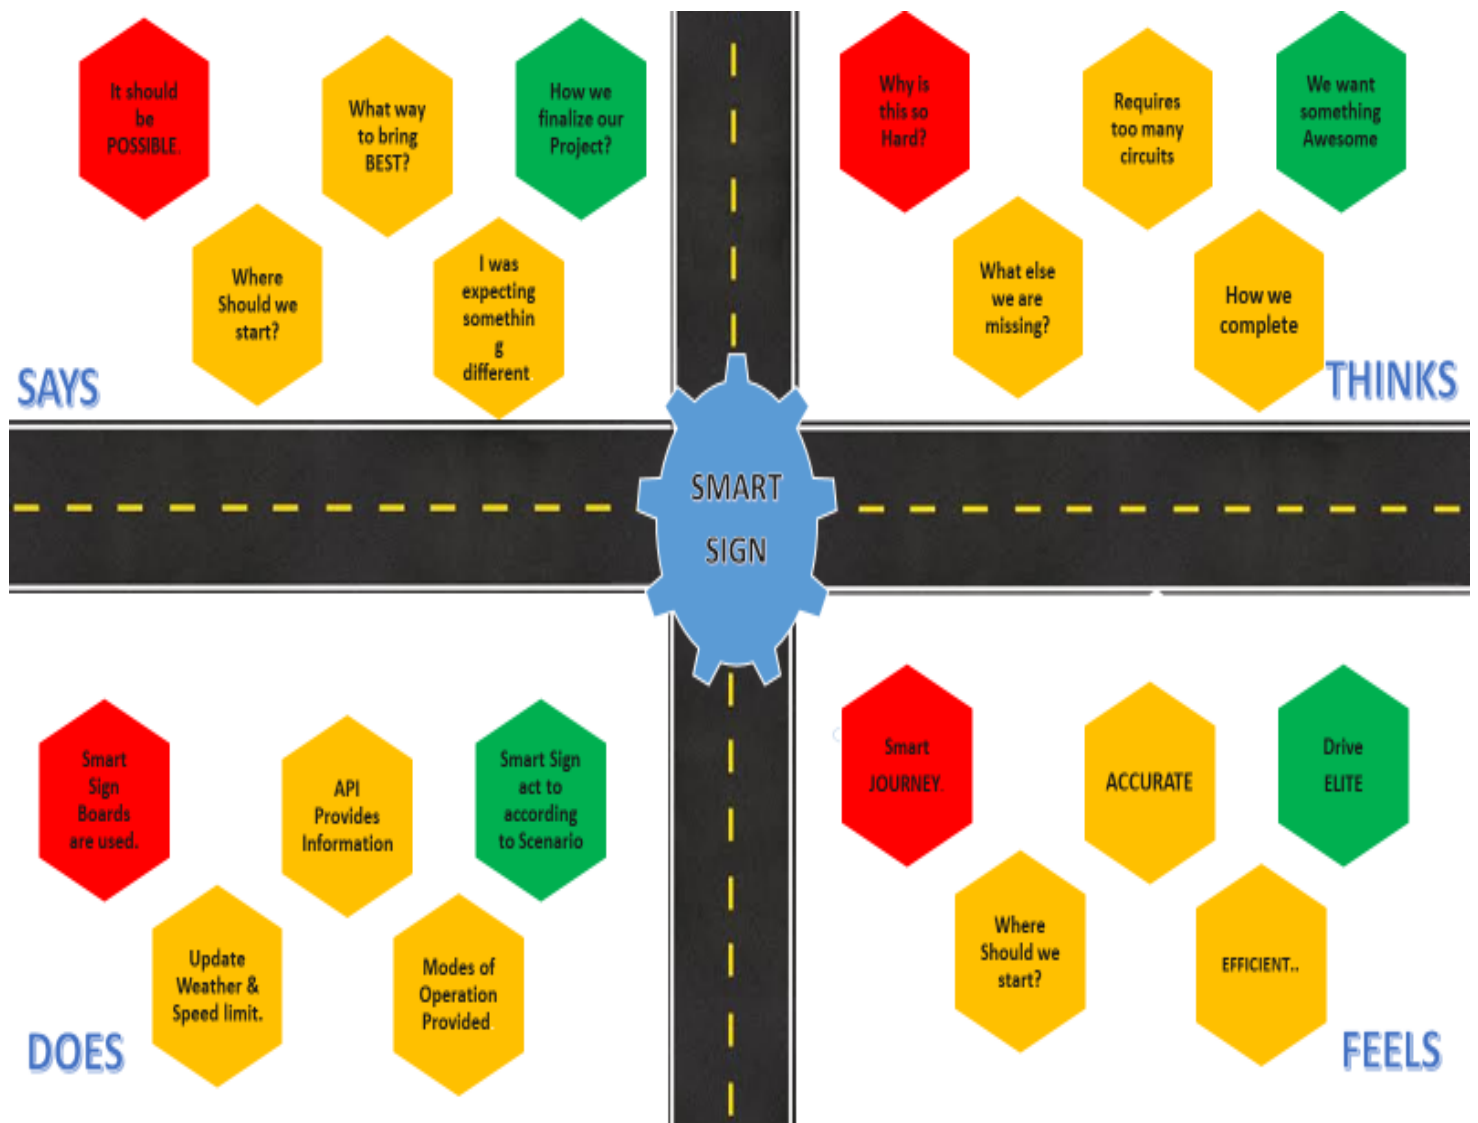 It should
be
POSSIBLE.
What way
to bring
BEST?
How we
finalize our
Project?
Where
Should we
start?
I was
expecting
somethin
g
different.
SAYS
Why is
this so
Hard?
Requires
too many
circuits
We want
something
Awesome
What else
we are
missing?
How we
complete
THINKS
SMART
SIGN
Smart
Sign
Boards
are used.
API
Provides
Information
Smart Sign
act to
according
to Scenario
Update
Weather &
Speed limit.
Modes of
Operation
Provided.
DOES
Smart
JOURNEY.
ACCURATE
Drive
ELITE
Where
Should we
start?
EFFICIENT..
FEELS